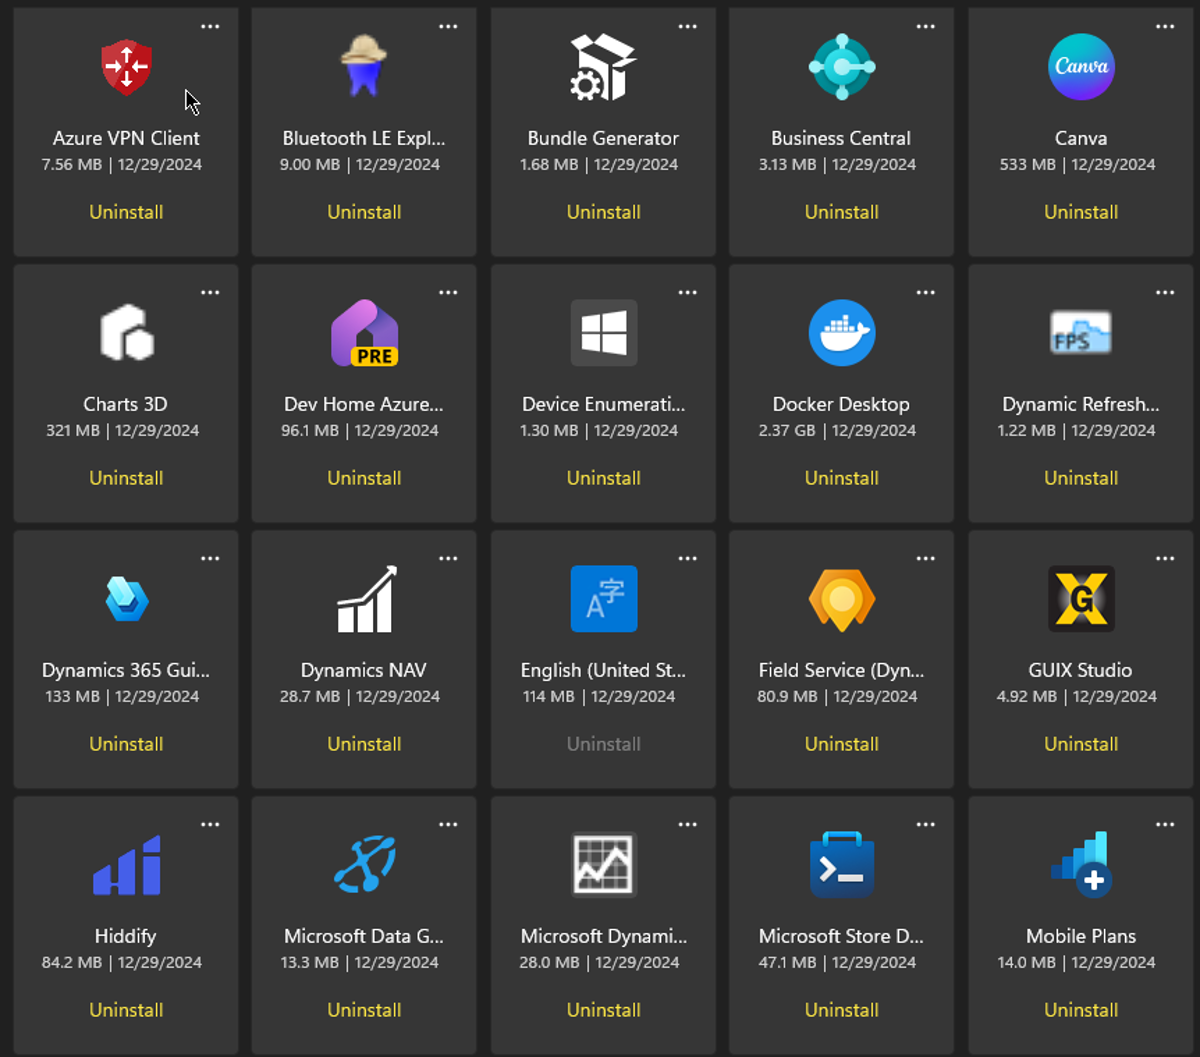 Azure VPN Client
7.56 MB | 12/29/2024
Uninstall
Bluetooth LE Expl...
9.00 MB | 12/29/2024
Uninstall
Bundle Generator
1.68 MB | 12/29/2024
Uninstall
Business Central
3.13 MB | 12/29/2024
Uninstall
Canva
Canva
533 MB | 12/29/2024
Uninstall
Charts 3D
321 MB | 12/29/2024
Uninstall
PRE
Dev Home Azure...
96.1 MB | 12/29/2024
Uninstall
Device Enumerati...
1.30 MB | 12/29/2024
Uninstall
Docker Desktop
2.37 GB | 12/29/2024
Uninstall
FPS
Dynamic Refresh...
1.22 MB | 12/29/2024
Uninstall
Dynamics 365 Gui...
133 MB | 12/29/2024
Uninstall
Dynamics NAV
28.7 MB | 12/29/2024
Uninstall
A字
English (United St...
114 MB | 12/29/2024
Uninstall
Field Service (Dyn...
80.9 MB | 12/29/2024
Uninstall
G
GUIX Studio
4.92 MB | 12/29/2024
Uninstall
Hiddify
84.2 MB | 12/29/2024
Uninstall
Microsoft Data G...
13.3 MB | 12/29/2024
Uninstall
Microsoft Dynami...
28.0 MB | 12/29/2024
Uninstall
Microsoft Store D...
47.1 MB | 12/29/2024
Uninstall
Mobile Plans
14.0 MB | 12/29/2024
Uninstall